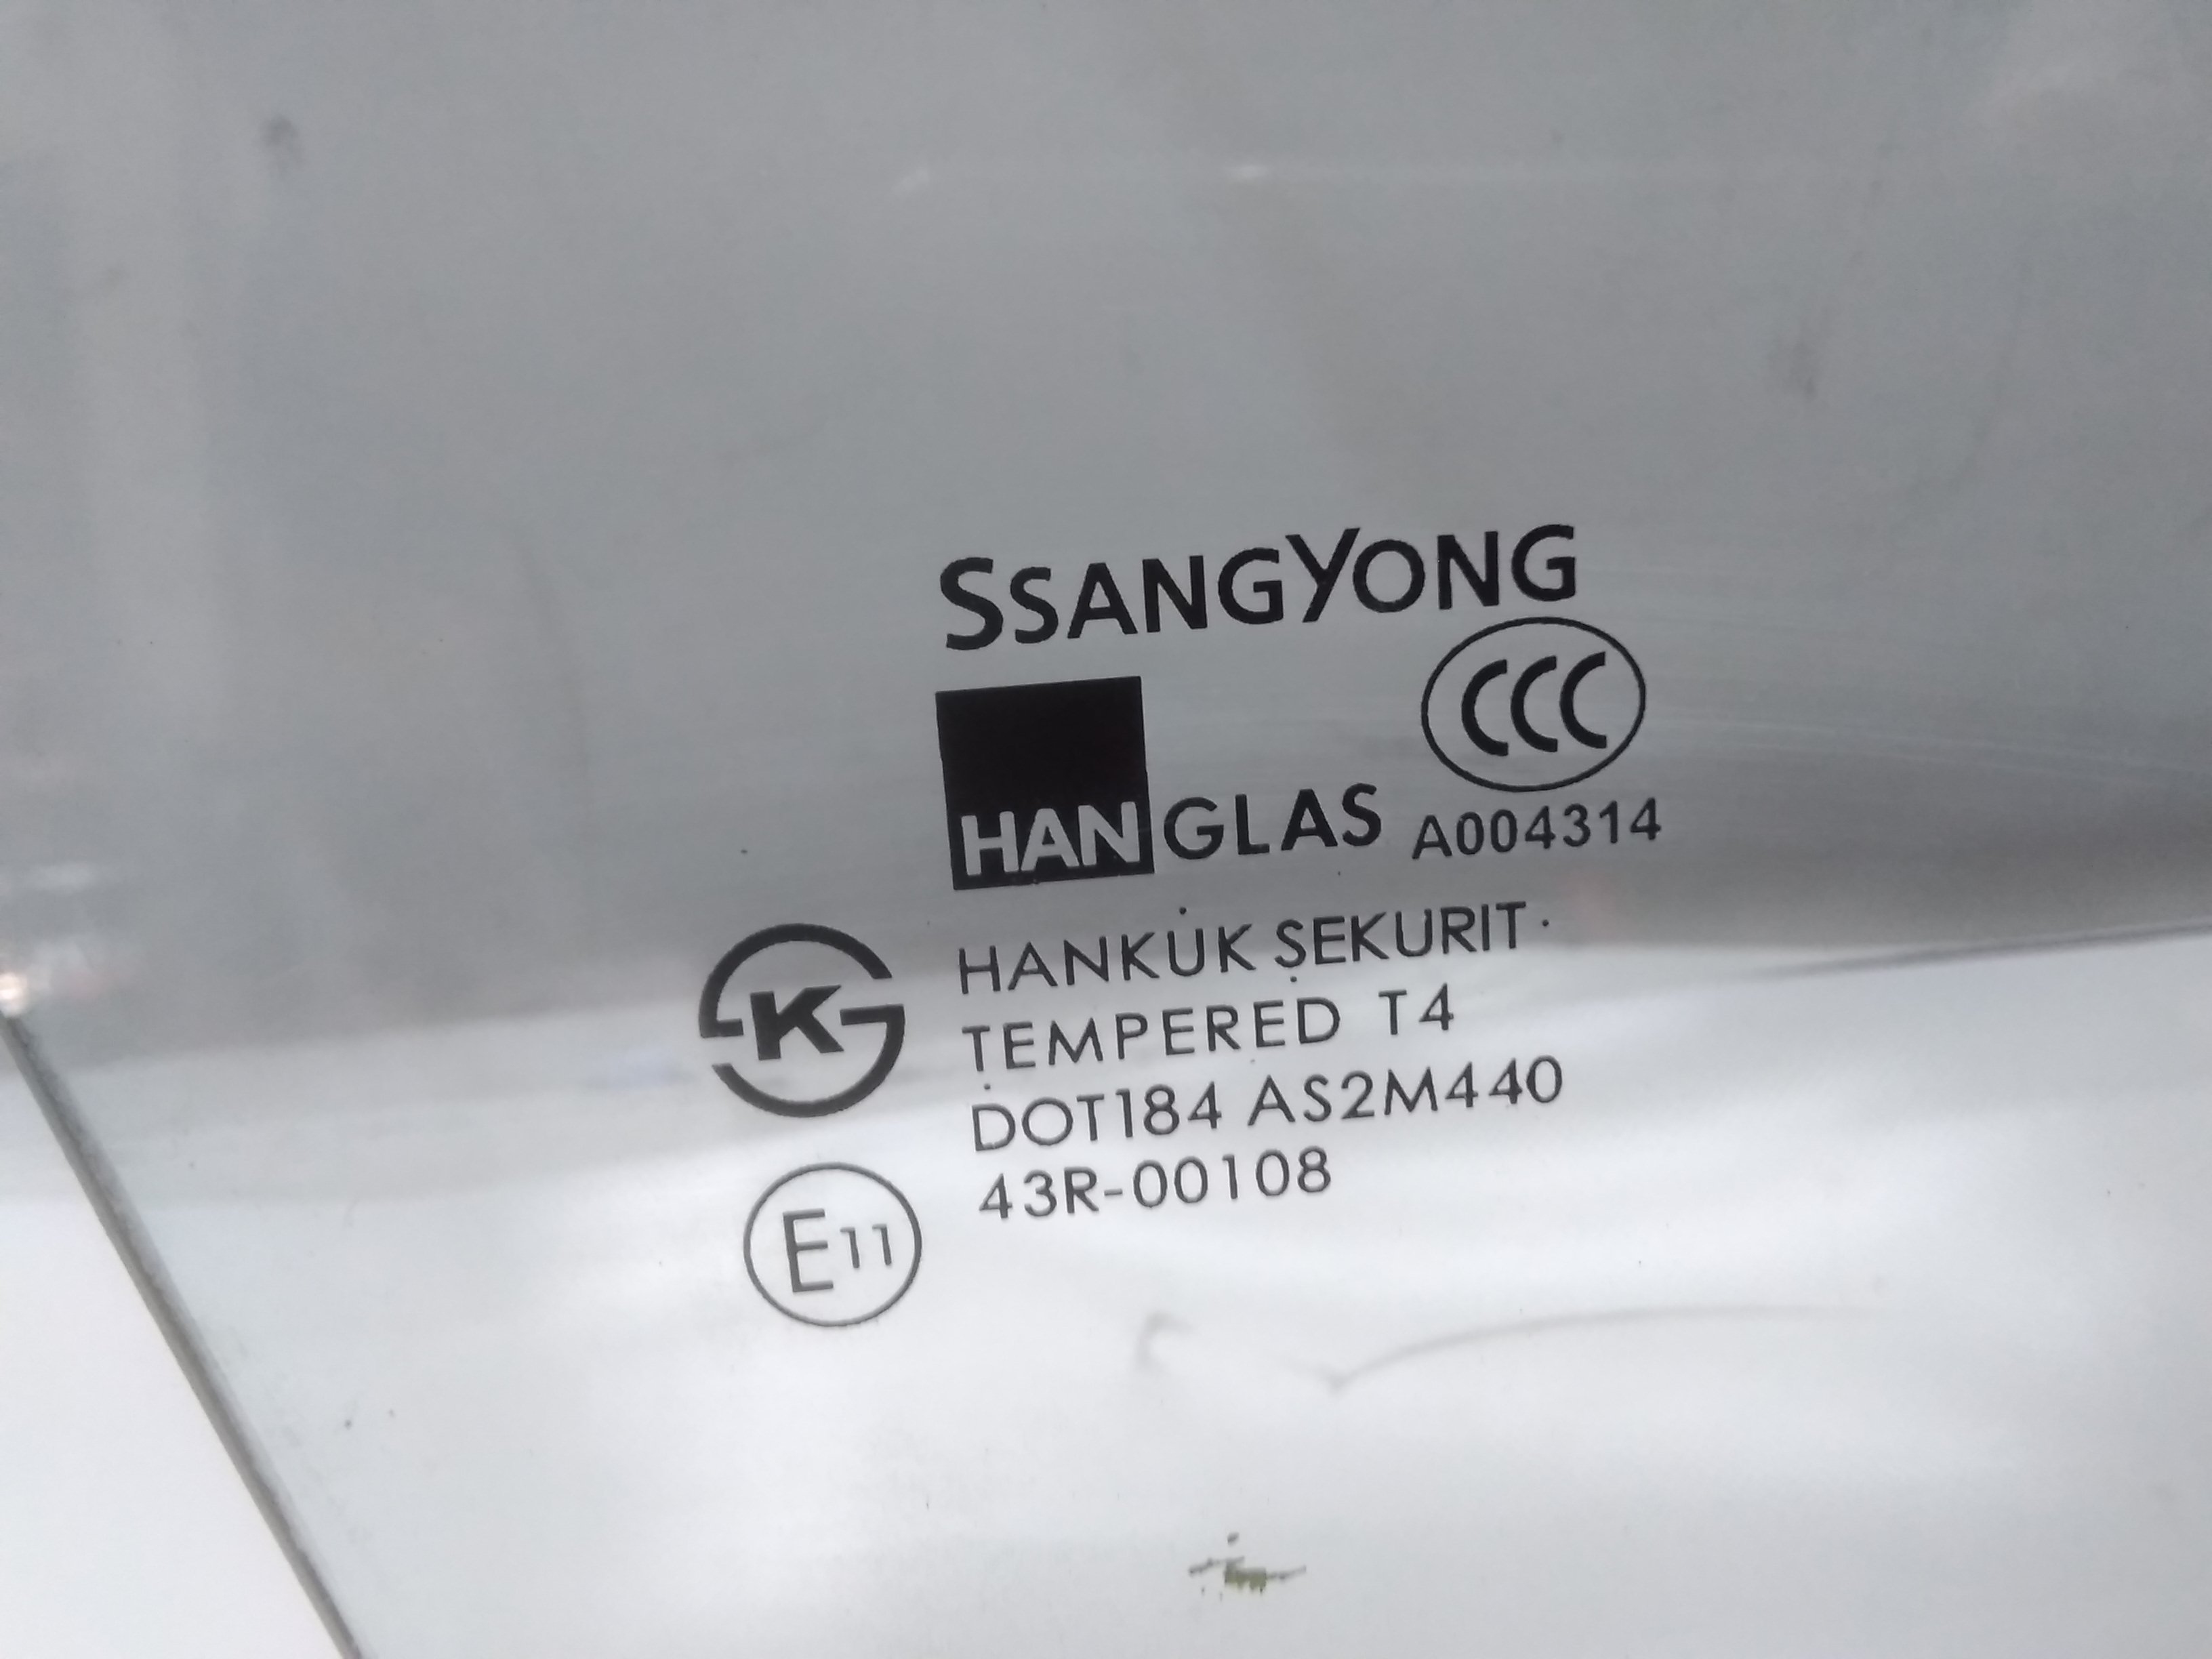 SSANGYONG
CCC
HANGLAS A004314
HANKUK SEKURIT
K TEMPERED T4
DOT184 AS2M440
43R-00108
E11